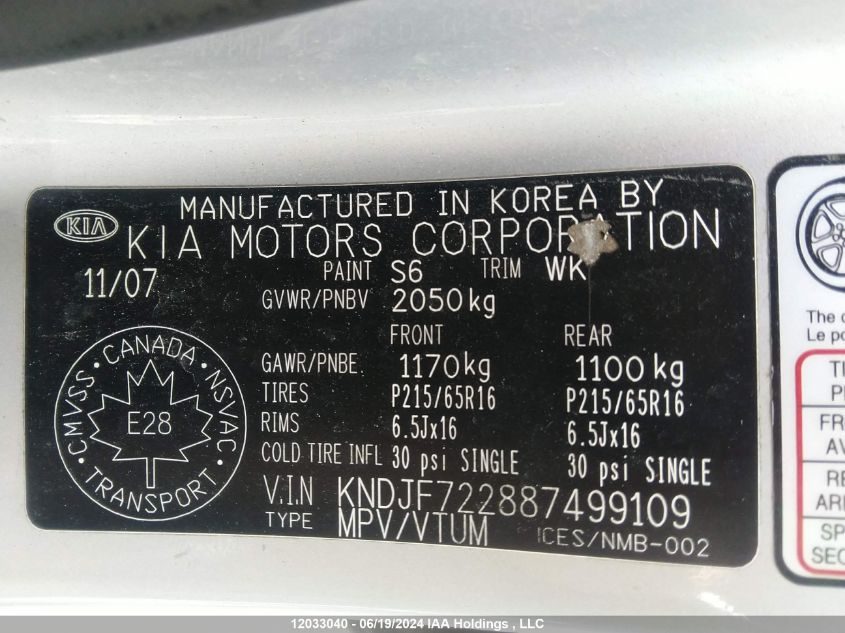 MANUFACTURED IN KOREA BY
KIA KIA MOTORS CORPORATION
11/07 PAINT S6 TRIM WK
GVWR/PNBV 2050kg
FRONT REAR
GAWR/PNBE 1170kg 1100kg
TIRES P215/65R16 P215/65R16
RIMS 6.5Jx16 6.5Jx16
COLD TIRE INFL 30 psi SINGLE 30 psi SINGLE
V.I.N KNDJF722887499109
TYPE MPV/VTUM ICES/NMB-002
CMVSS • CANADA • NSVAC • TRANSPORT •
E28
The
Le
12033040 - 06/19/2024 IAA Holdings , LLC